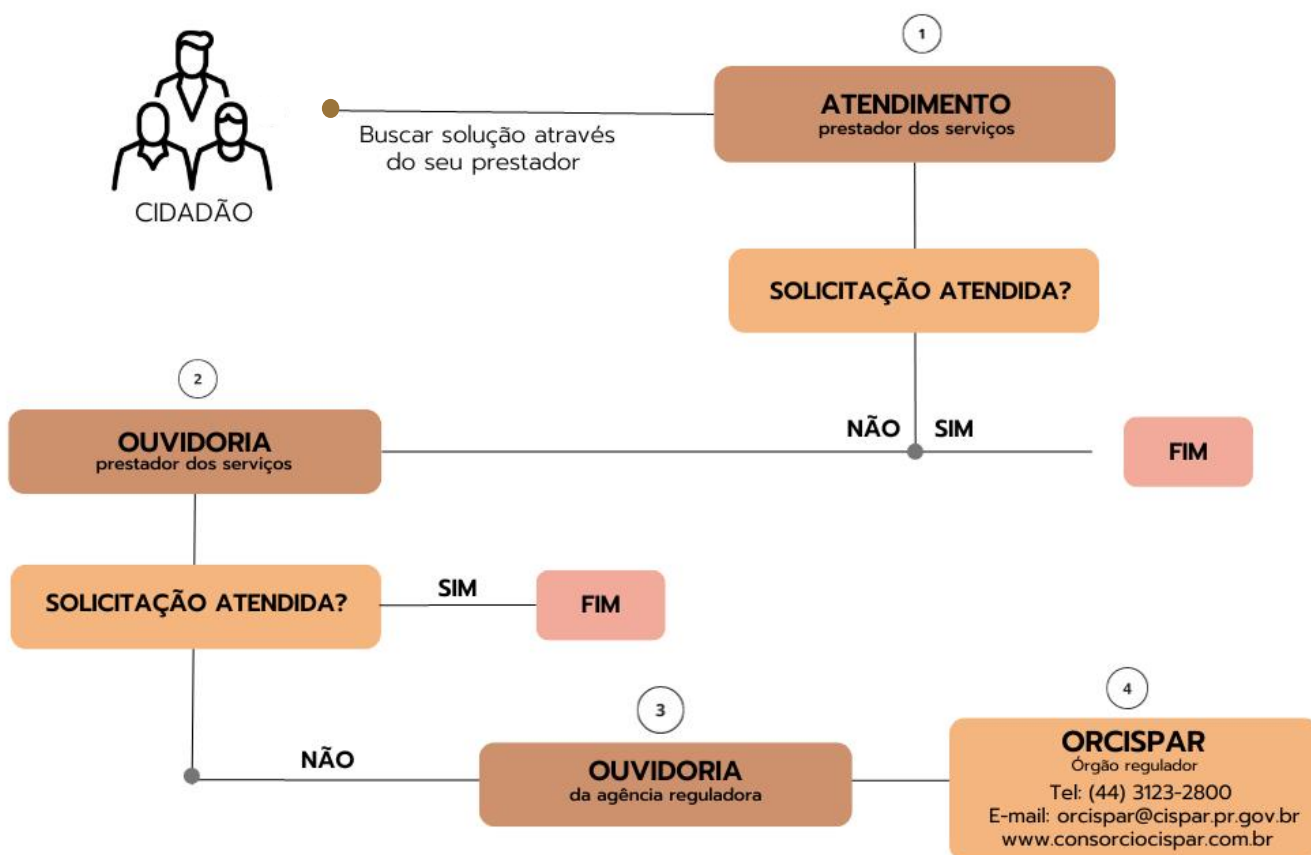 1
ATENDIMENTO
prestador dos serviços
Buscar solução através
do seu prestador
CIDADÃO
SOLICITAÇÃO ATENDIDA?
2
OUVIDORIA
prestador dos serviços
NÃO
SIM
FIM
SOLICITAÇÃO ATENDIDA?
SIM
FIM
NÃO
3
OUVIDORIA
da agência reguladora
4
ORCISPAR
Órgão regulador
Tel: (44) 3123-2800
E-mail: orcispar@cispar.pr.gov.br
www.consorciocispar.com.br